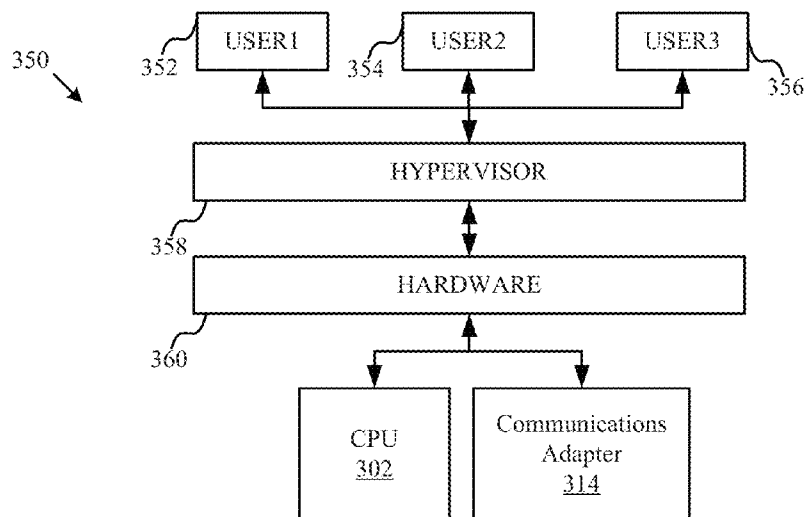 USER1
USER2
USER3
350
352
354
356
HYPERVISOR
358
HARDWARE
360
CPU
302
Communications
Adapter
314